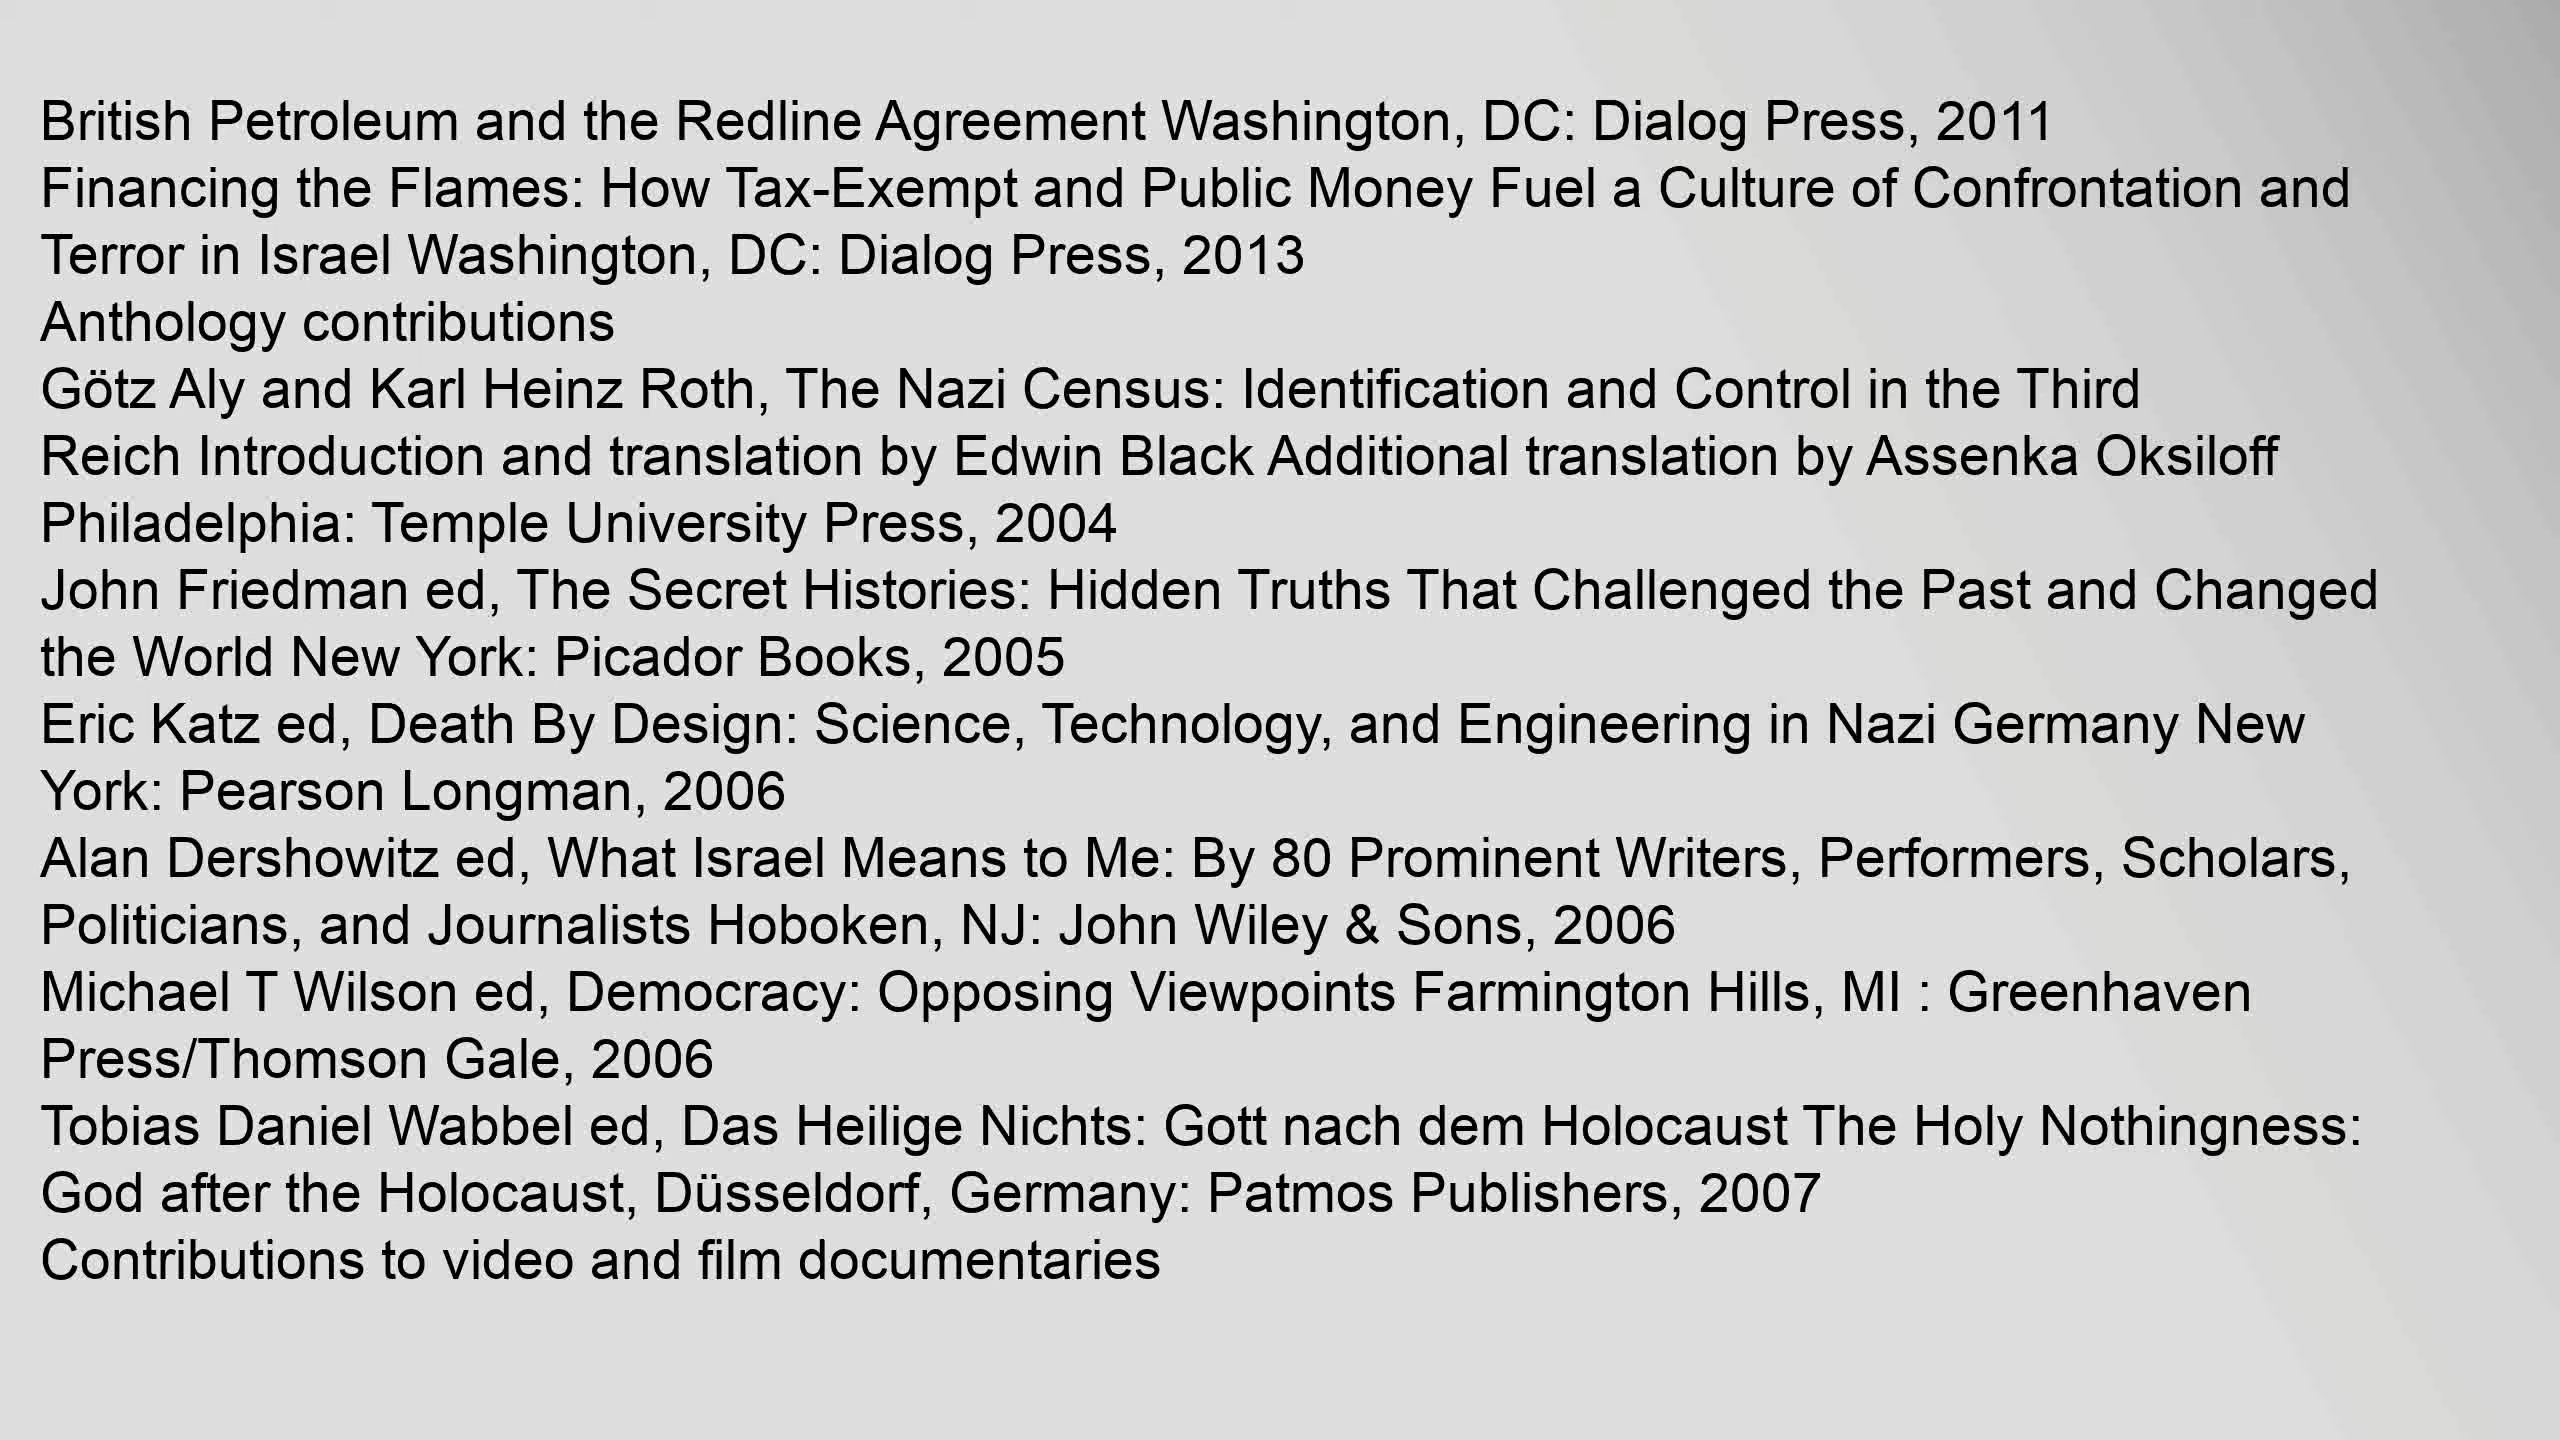 British Petroleum and the Redline Agreement Washington, DC: Dialog Press, 2011
Financing the Flames: How Tax-Exempt and Public Money Fuel a Culture of Confrontation and
Terror in Israel Washington, DC: Dialog Press, 2013
Anthology contributions
Götz Aly and Karl Heinz Roth, The Nazi Census: Identification and Control in the Third
Reich Introduction and translation by Edwin Black Additional translation by Assenka Oksiloff
Philadelphia: Temple University Press, 2004
John Friedman ed, The Secret Histories: Hidden Truths That Challenged the Past and Changed
the World New York: Picador Books, 2005
Eric Katz ed, Death By Design: Science, Technology, and Engineering in Nazi Germany New
York: Pearson Longman, 2006
Alan Dershowitz ed, What Israel Means to Me: By 80 Prominent Writers, Performers, Scholars,
Politicians, and Journalists Hoboken, NJ: John Wiley & Sons, 2006
Michael T Wilson ed, Democracy: Opposing Viewpoints Farmington Hills, MI : Greenhaven
Press/Thomson Gale, 2006
Tobias Daniel Wabbel ed, Das Heilige Nichts: Gott nach dem Holocaust The Holy Nothingness:
God after the Holocaust, Düsseldorf, Germany: Patmos Publishers, 2007
Contributions to video and film documentaries